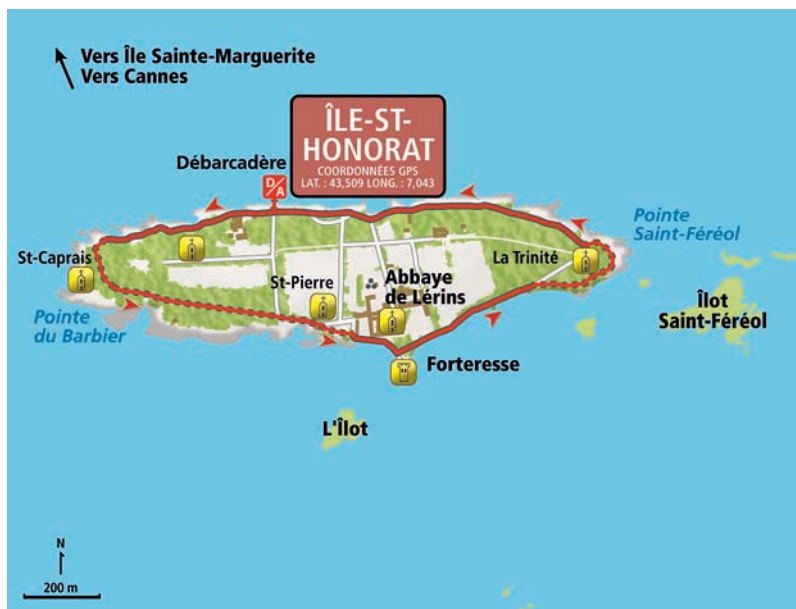 Vers Île Sainte-Marguerite
Vers Cannes
ÎLE-ST-
HONORAT
COORDONNÉES GPS
LAT. : 43,509 LONG. : 7,043
Débarcadère
D/A
Pointe
Saint-Féréol
St-Caprais
La Trinité
St-Pierre
Abbaye
de Lérins
Îlot
Saint-Féréol
Pointe
du Barbier
Forteresse
L'Îlot
N
200 m